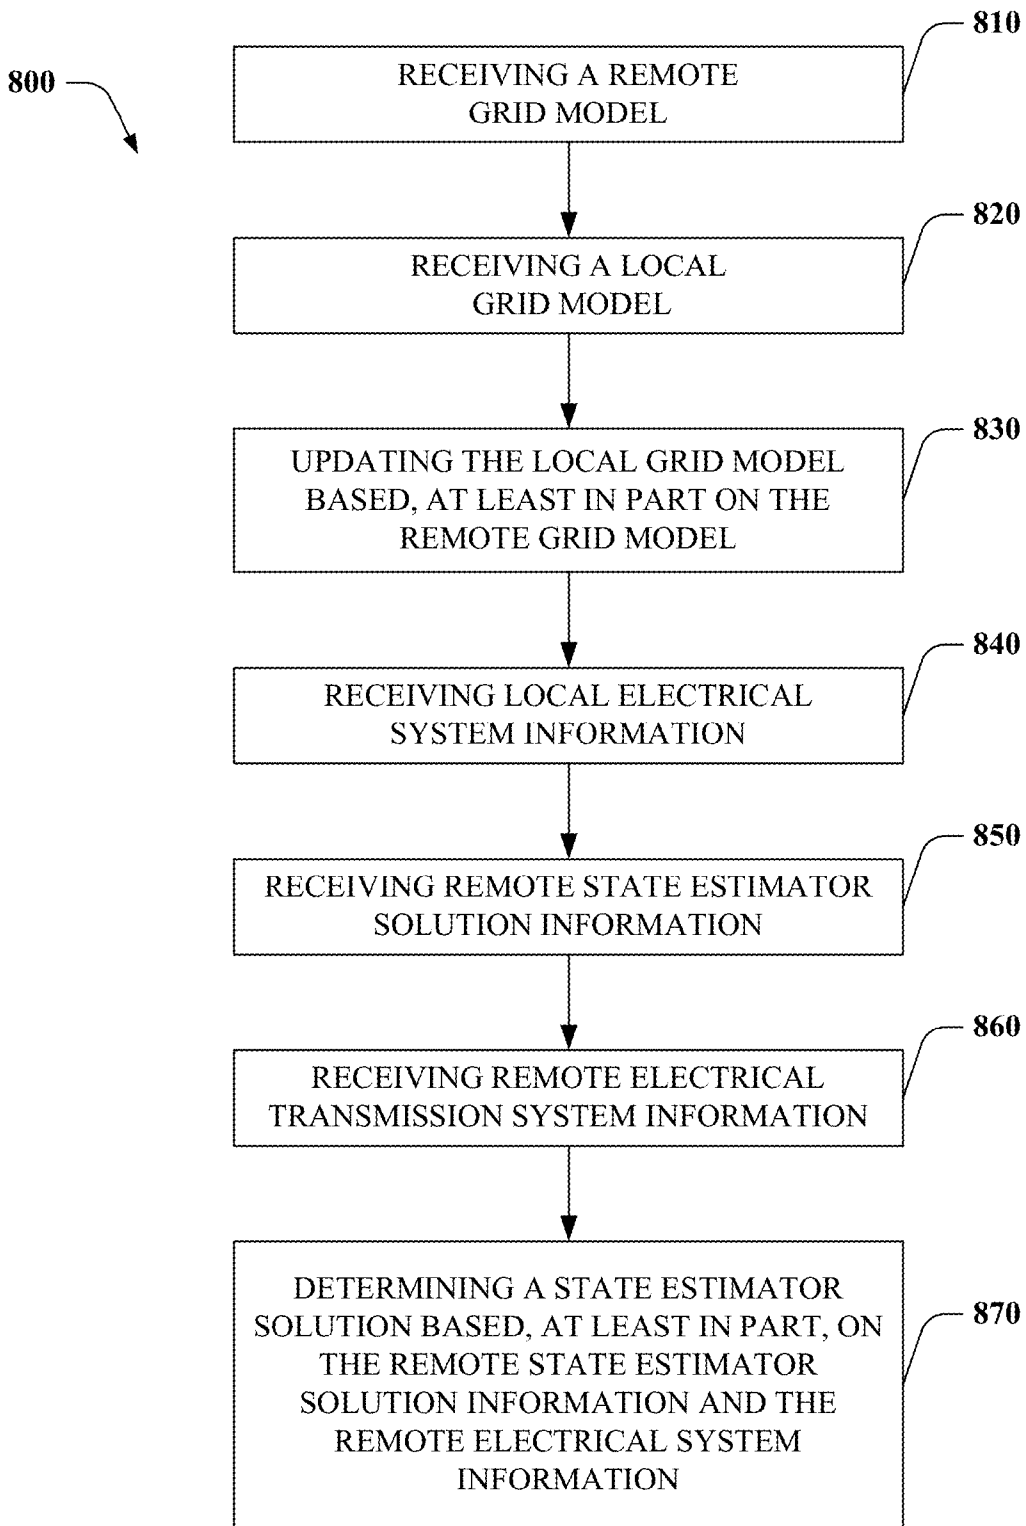 810
800
RECEIVING A REMOTE
GRID MODEL
820
RECEIVING A LOCAL
GRID MODEL
830
UPDATING THE LOCAL GRID MODEL
BASED, AT LEAST IN PART ON THE
REMOTE GRID MODEL
840
RECEIVING LOCAL ELECTRICAL
SYSTEM INFORMATION
850
RECEIVING REMOTE STATE ESTIMATOR
SOLUTION INFORMATION
860
RECEIVING REMOTE ELECTRICAL
TRANSMISSION SYSTEM INFORMATION
870
DETERMINING A STATE ESTIMATOR
SOLUTION BASED, AT LEAST IN PART, ON
THE REMOTE STATE ESTIMATOR
SOLUTION INFORMATION AND THE
REMOTE ELECTRICAL SYSTEM
INFORMATION